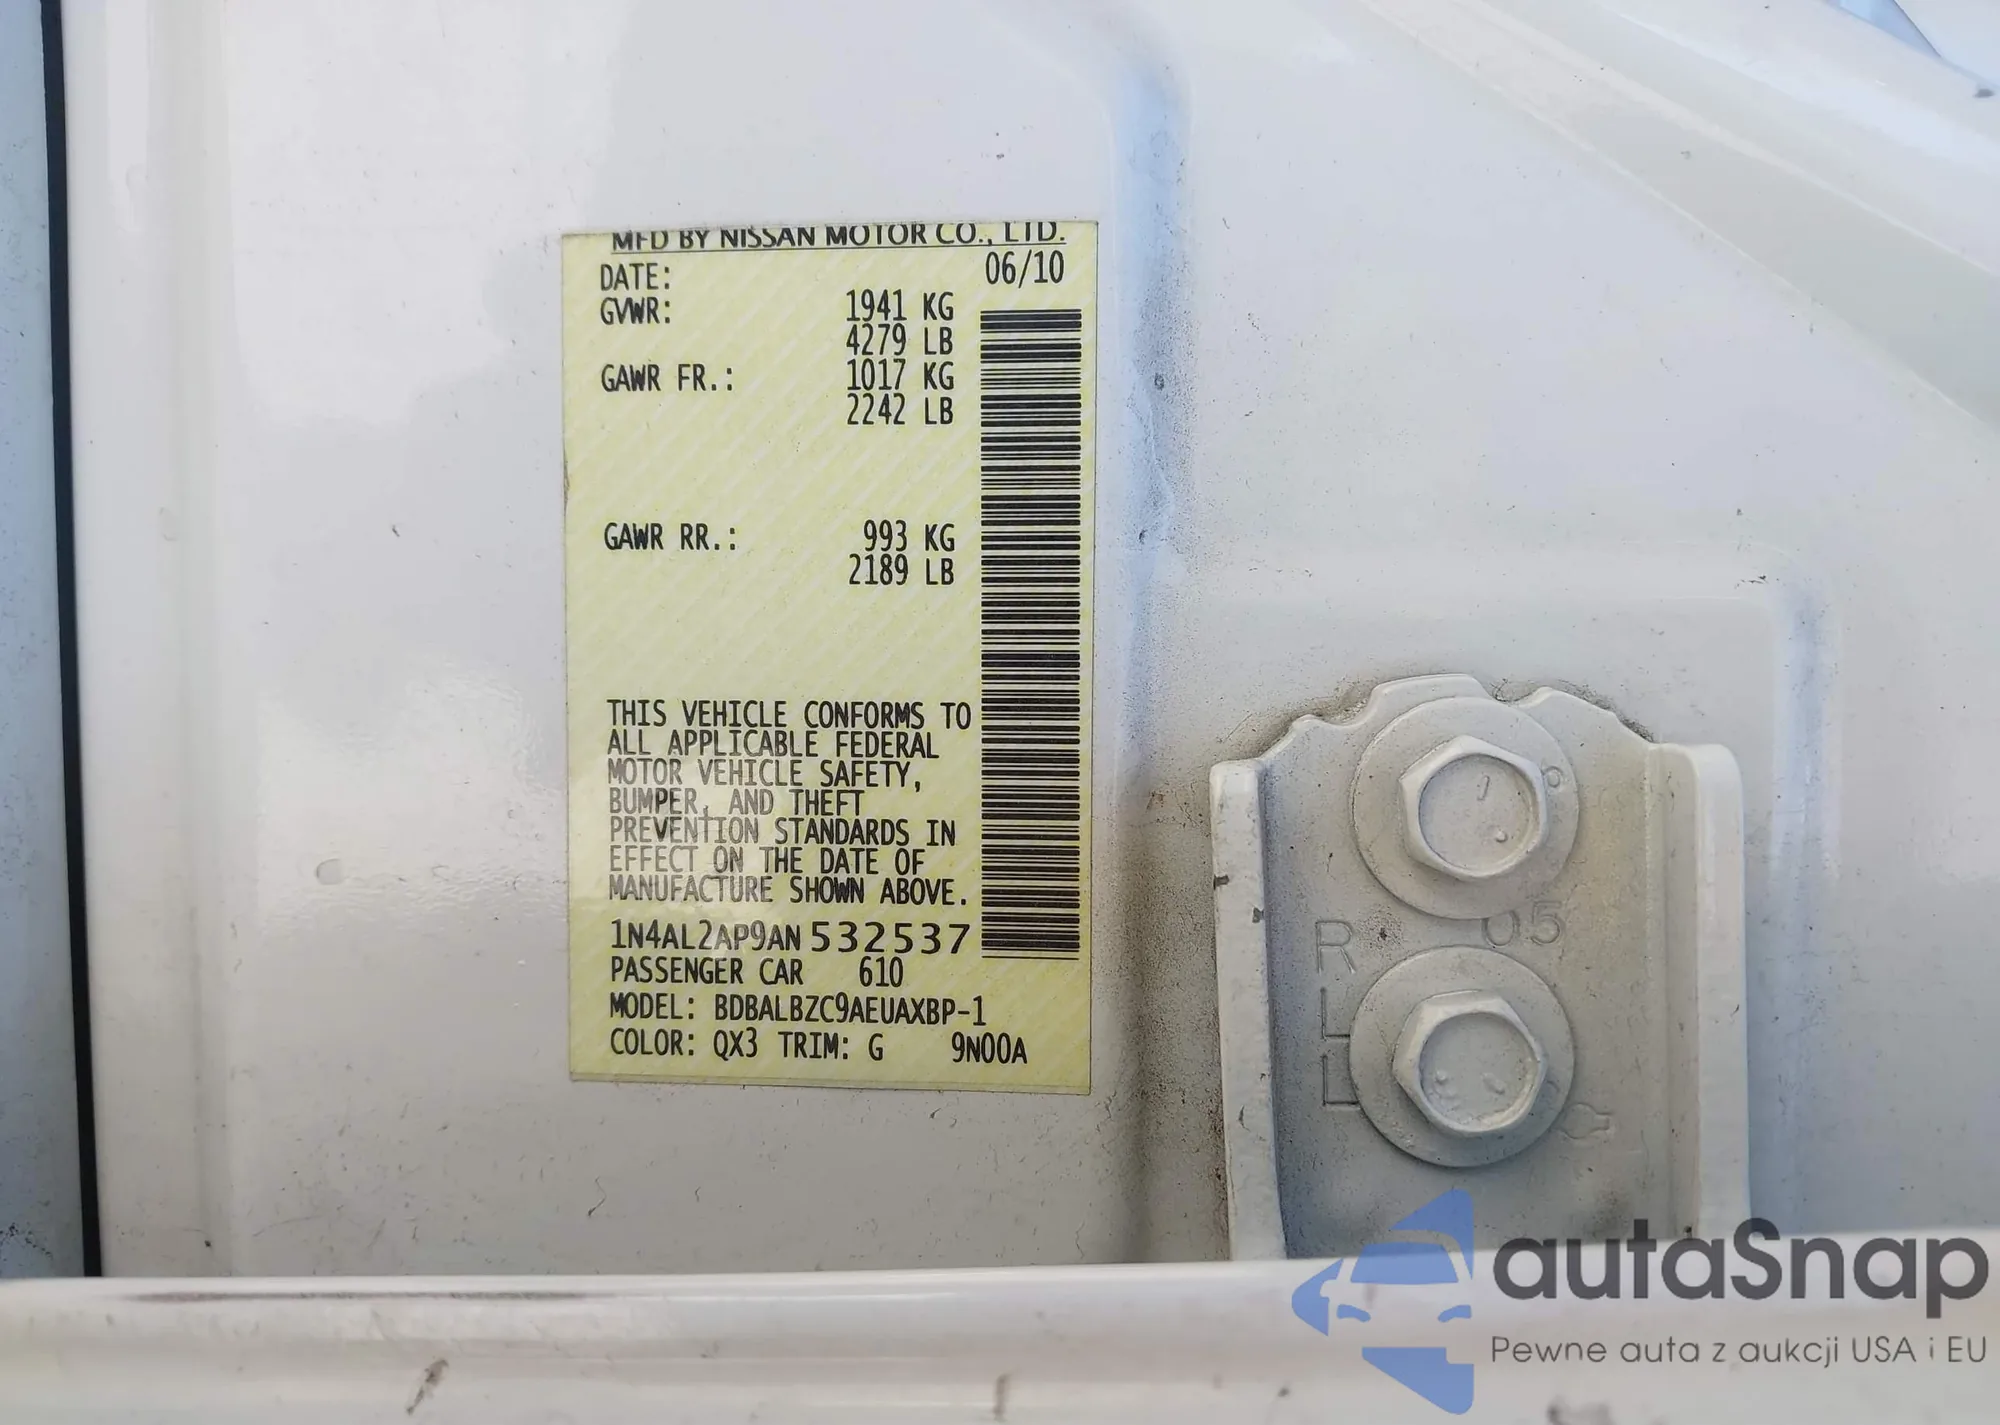 MFD BY NISSAN MOTOR CO., LTD.
DATE: 06/10
GVWR: 1941 KG
4279 LB
GAWR FR.: 1017 KG
2242 LB
GAWR RR.: 993 KG
2189 LB
THIS VEHICLE CONFORMS TO
ALL APPLICABLE FEDERAL
MOTOR VEHICLE SAFETY,
BUMPER, AND THEFT
PREVENTION STANDARDS IN
EFFECT ON THE DATE OF
MANUFACTURE SHOWN ABOVE.
1N4AL2AP9AN532537
PASSENGER CAR 610
MODEL: BDBALBZC9AEUAXBP-1
COLOR: QX3 TRIM: G 9N00A
R 05
L
autaSnap
Pewne auta z aukcji USA i EU